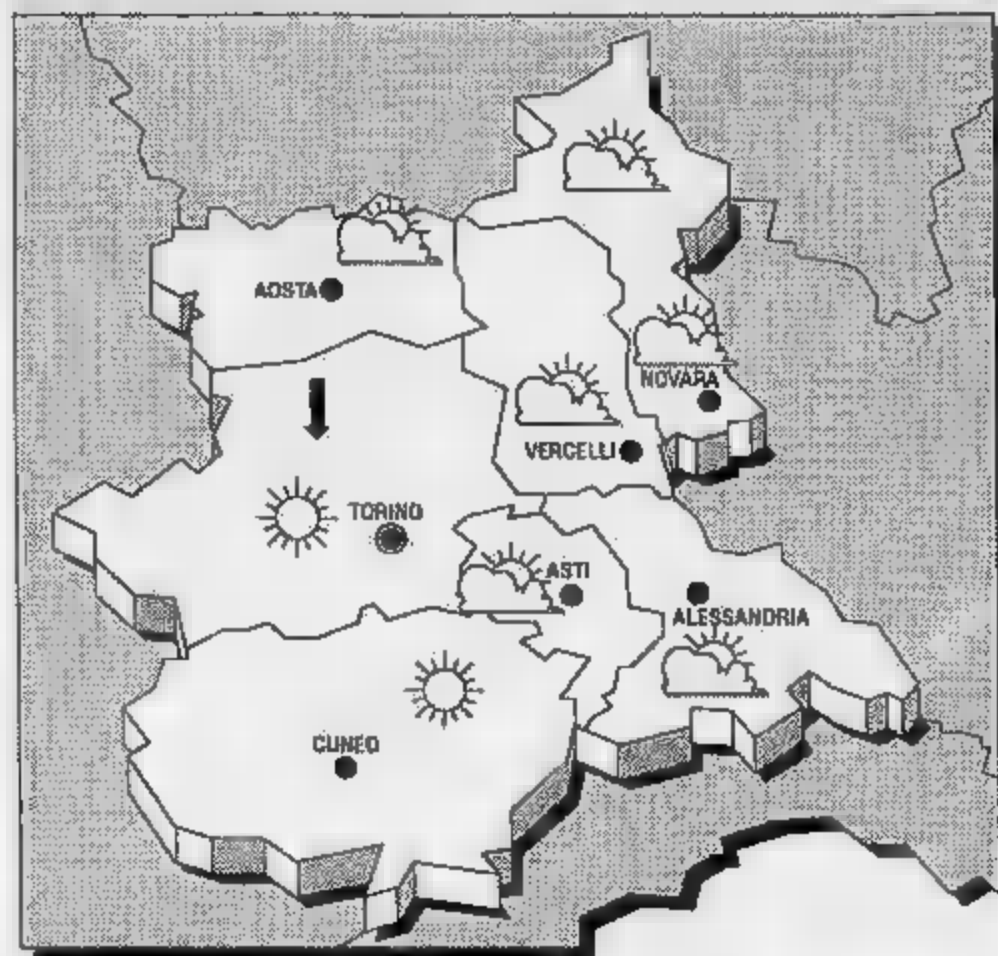 AOSTA
NOVARA
VERCELLI
TORINO
ASTI
ALESSANDRIA
CUNEO